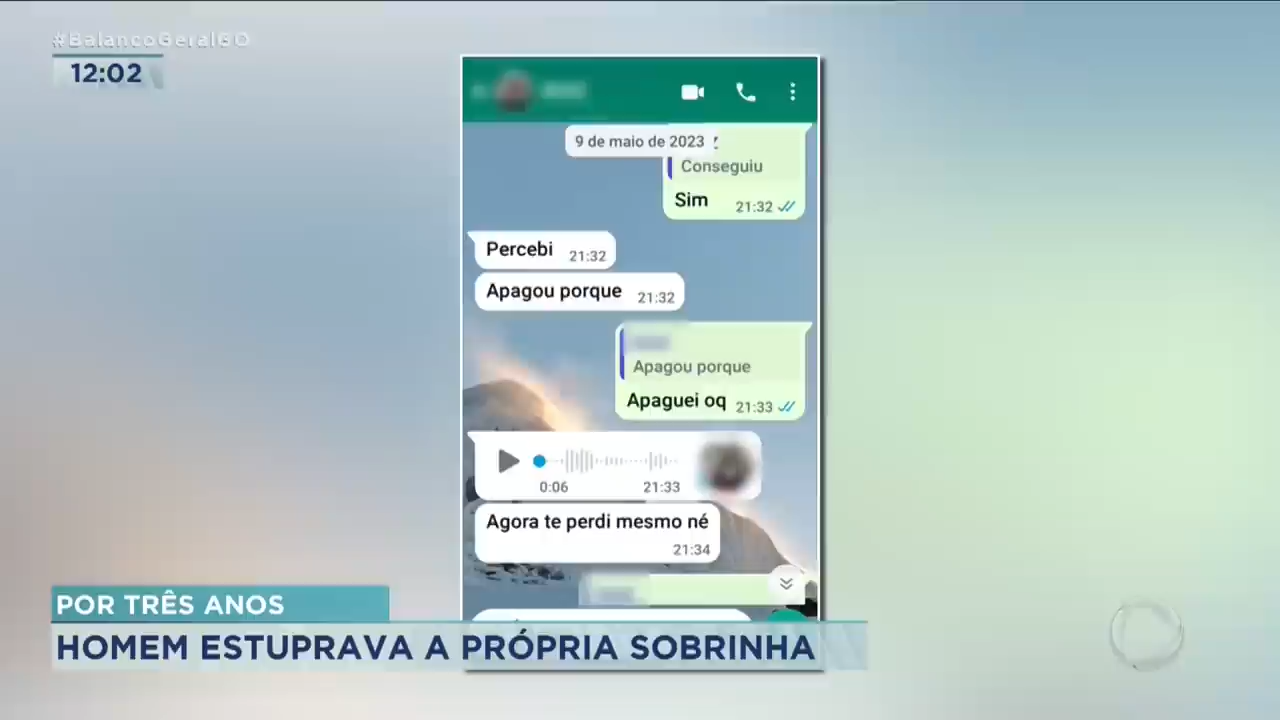 #BalancoGeralGO
12:02
9 de maio de 2023
Conseguiu
Sim 21:32
Percebi 21:32
Apagou porque 21:32
Apagou porque
Apaguei oq 21:33
0:06 21:33
Agora te perdi mesmo né
21:34
POR TRÊS ANOS
HOMEM ESTUPRAVA A PRÓPRIA SOBRINHA